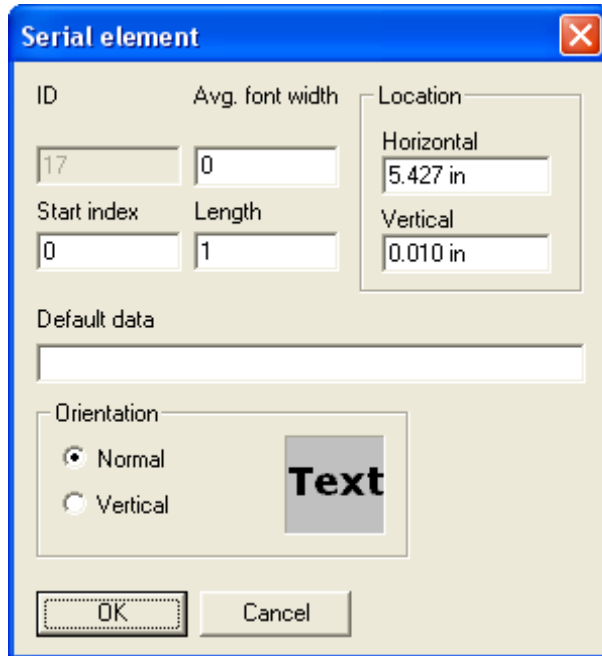 Serial element
ID Avg. font width Location
Horizontal
17 0 5.427 in
Start index Length Vertical
0 1 0.010 in
Default data
Orientation
Normal
Text
Vertical
OK Cancel